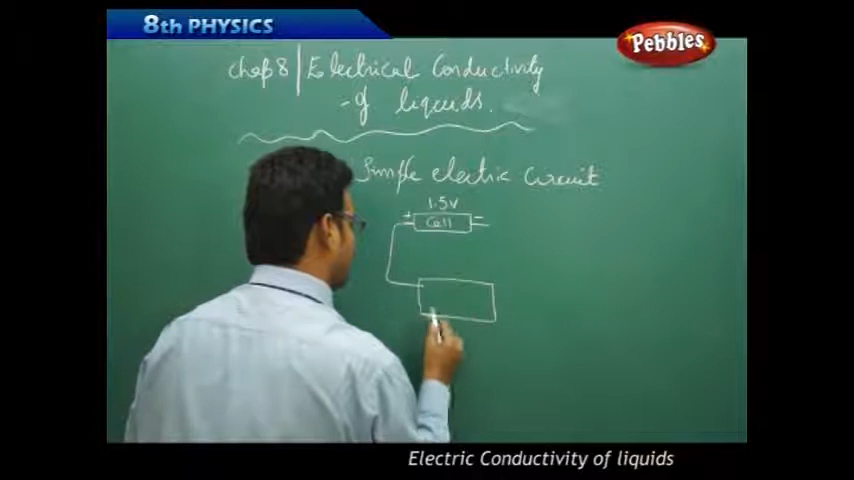 8th PHYSICS
Pebbles
Chap 8 | Electrical Conductivity
- of liquids.
Simple electric circuit
1.5V
+ Cell -
Electric Conductivity of liquids